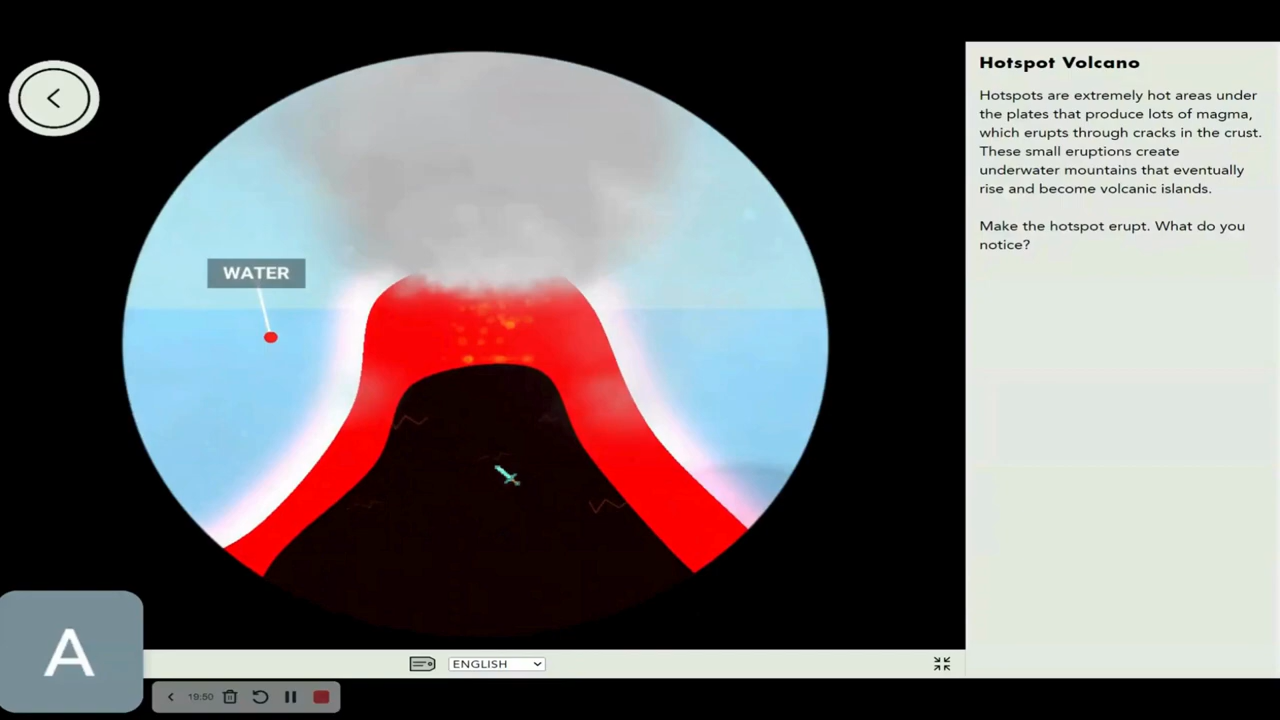 Hotspot Volcano
Hotspots are extremely hot areas under
the plates that produce lots of magma,
which erupts through cracks in the crust.
These small eruptions create
underwater mountains that eventually
rise and become volcanic islands.
Make the hotspot erupt. What do you
notice?
WATER
A
ENGLISH
19:50